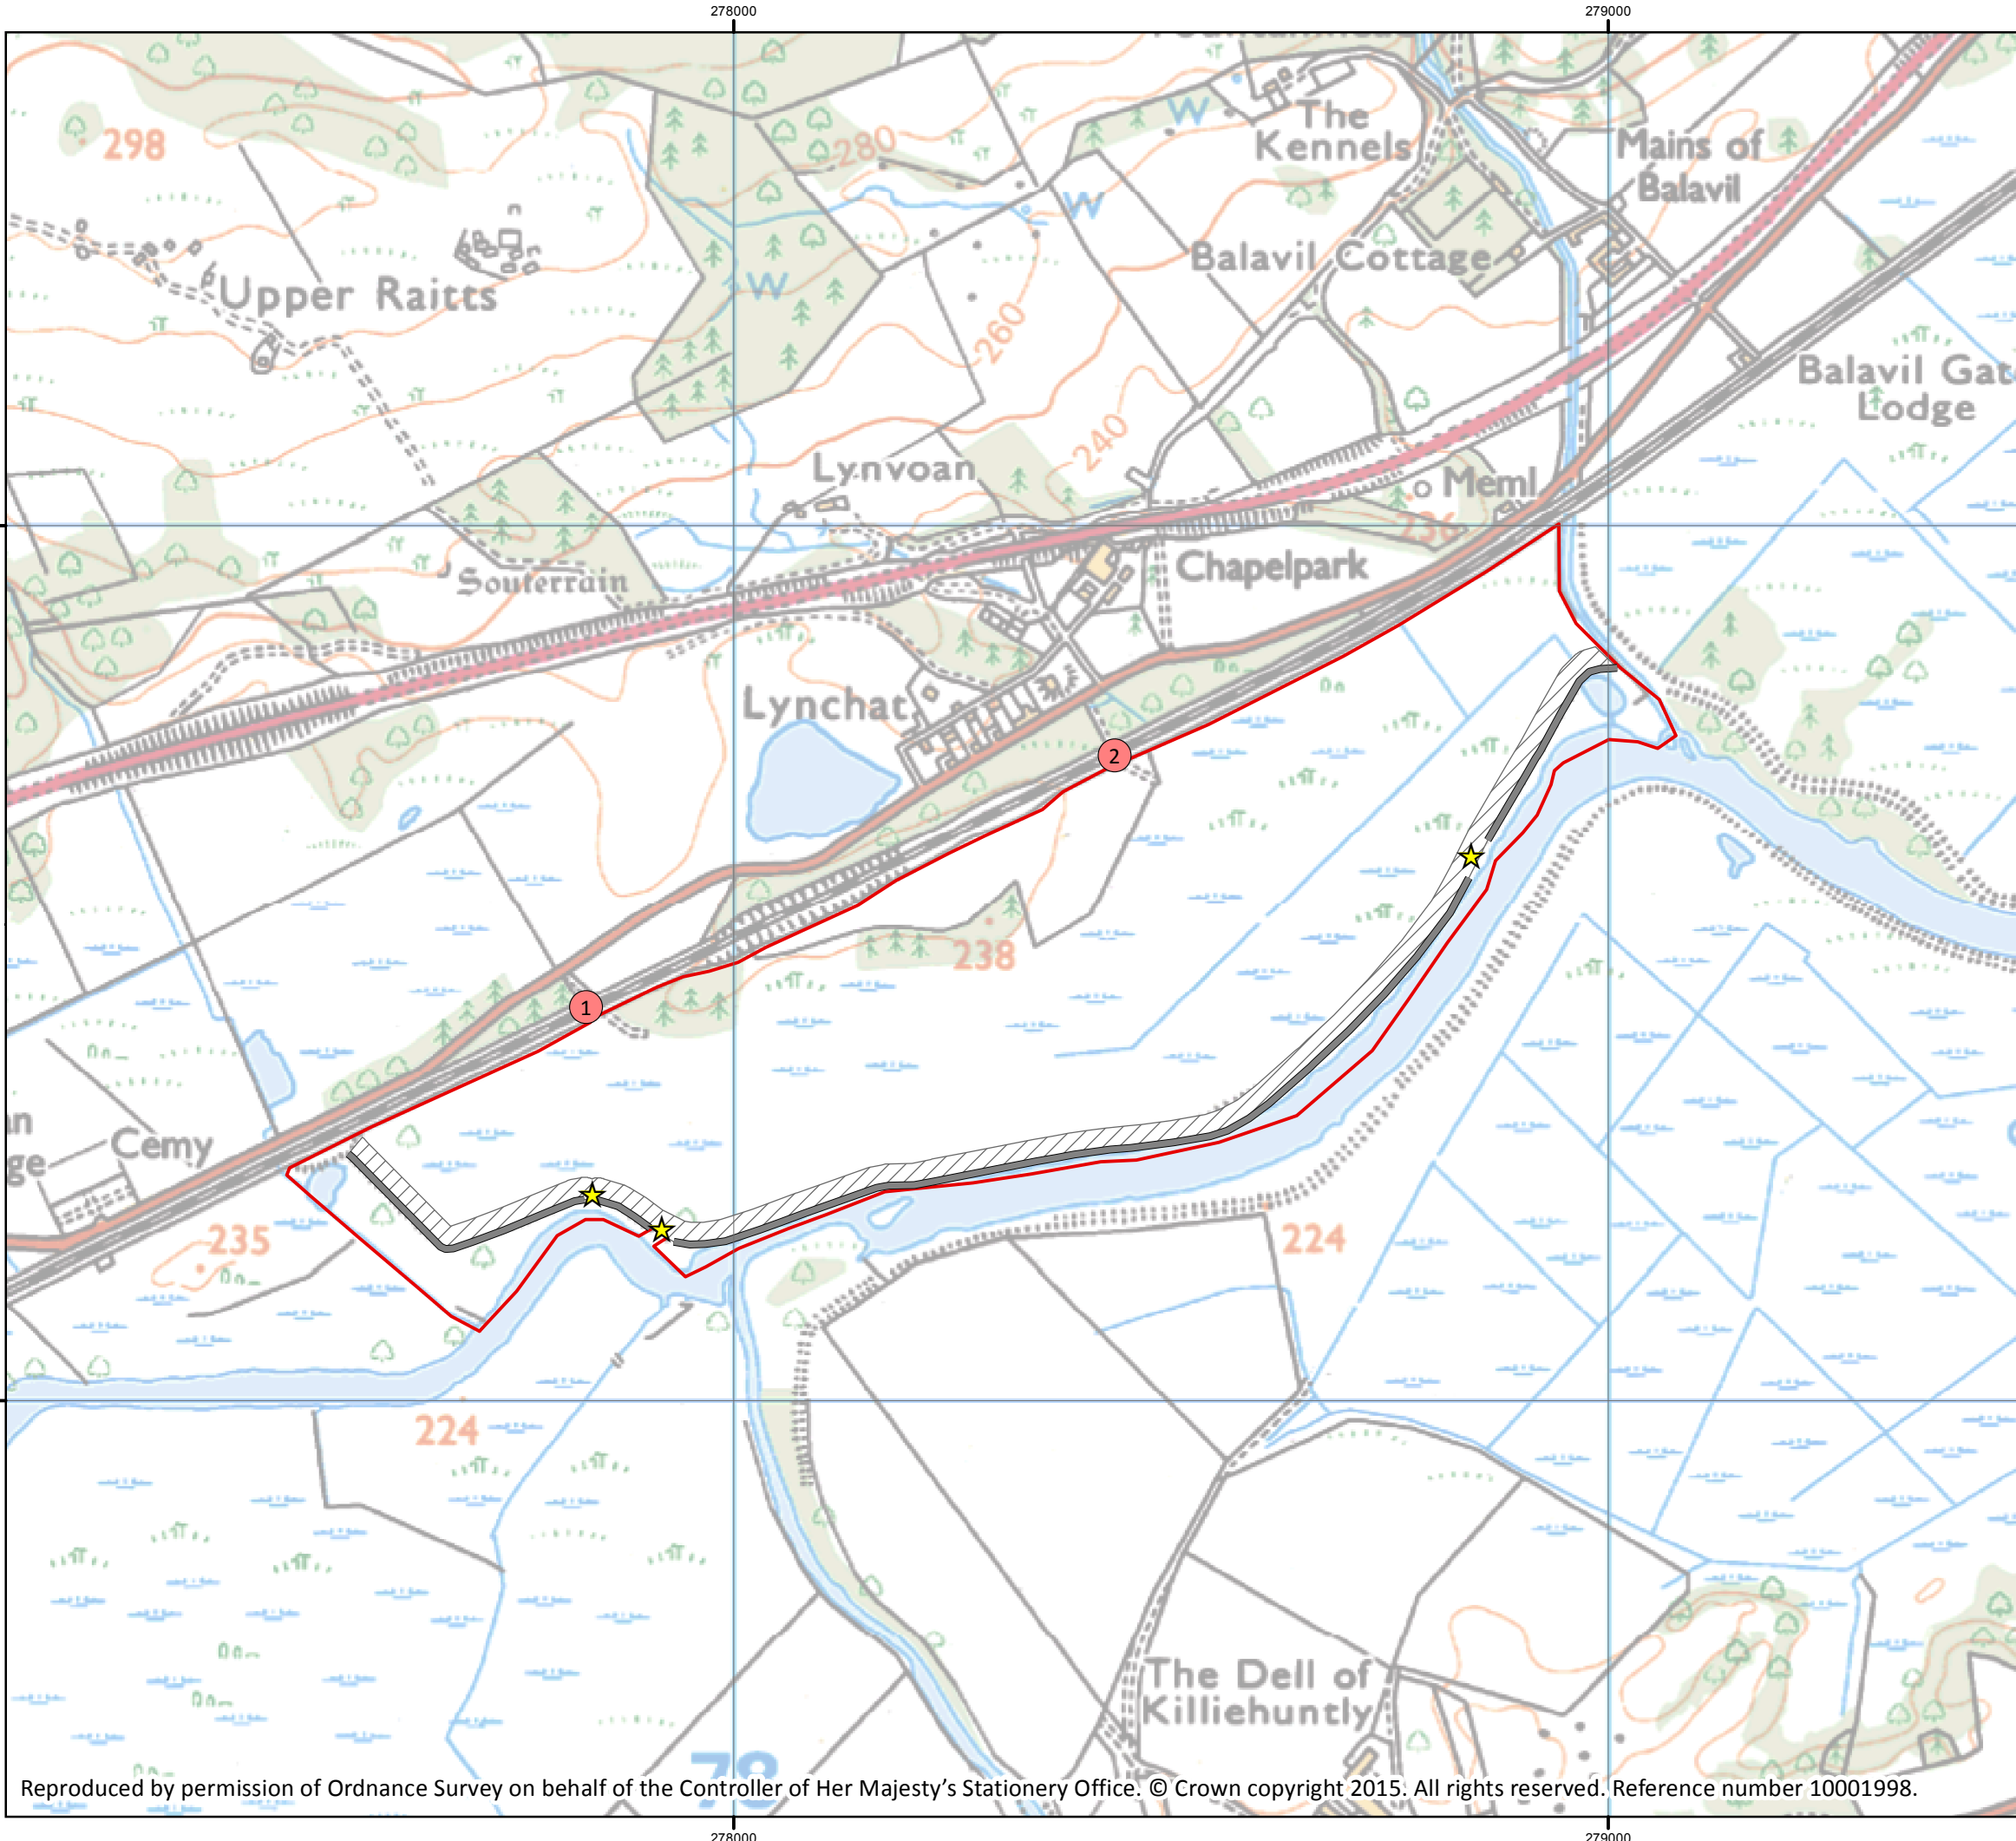 278000
279000
The
Kennels
W
Mains of
Balavil
298
280
W
Balavil Cottage
W
Upper Raitts
260
Balavil Gat
Lodge
240
Lynvoan
Meml
236
Chapelpark
Souterrain
Lynchat
2
238
1
Cemy
235
224
224
The Dell of
Killiehuntly
78
Reproduced by permission of Ordnance Survey on behalf of the Controller of Her Majesty's Stationery Office. © Crown copyright 2015. All rights reserved. Reference number 10001998.
278000
279000